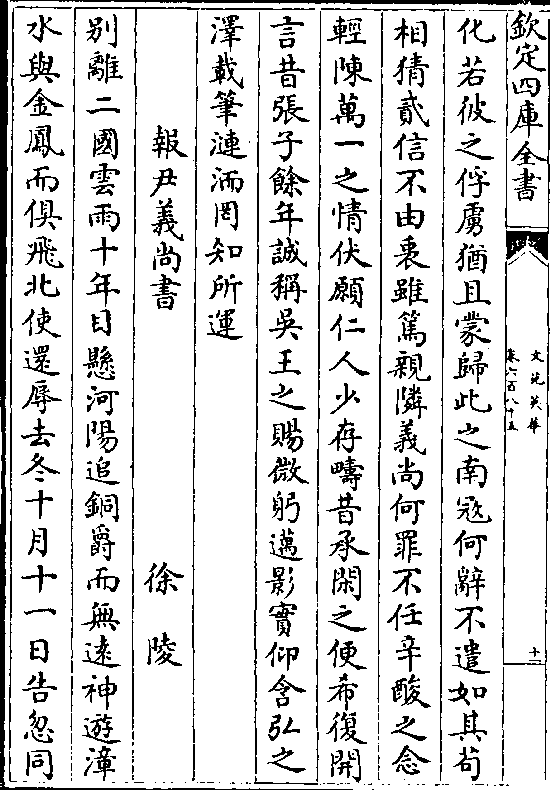 欽定四庫全書
文苑英華
卷六百八十五
十二
化若彼之俘虜猶且蒙歸此之南冦何辭不遣如其苟
相猜貳信不由衷雖篤親隣義尚何罪不任辛酸之念
輕陳萬一之情伏願仁人少存疇昔承閑之便希復開
言昔張子餘年誠稱吳王之賜微躬邁影實仰含弘之
澤載筆漣洏罔知所運
報尹義尚書 徐陵
別離二國雲雨十年目懸河陽追銅爵而無逺神遊漳
水與金鳳而俱飛北使還辱去冬十月十一日告忽同